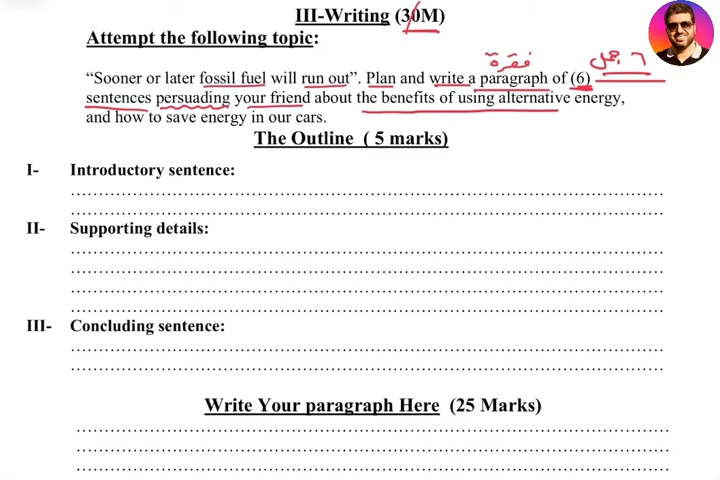 III-Writing (30M)
Attempt the following topic:
فقرة ٦ جمل
“Sooner or later fossil fuel will run out”. Plan and write a paragraph of (6)
sentences persuading your friend about the benefits of using alternative energy,
and how to save energy in our cars.
The Outline ( 5 marks)
I- Introductory sentence:
II- Supporting details:
III- Concluding sentence:
Write Your paragraph Here (25 Marks)